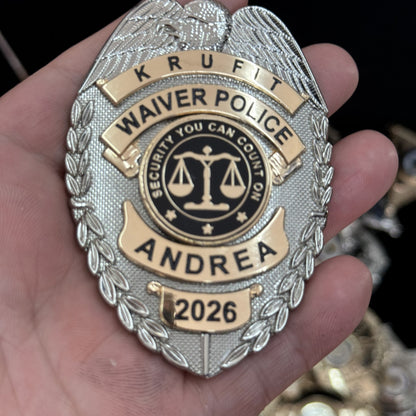 KRUFIT
WAIVER POLICE
SECURITY YOU CAN COUNT ON
ANDREA
2026